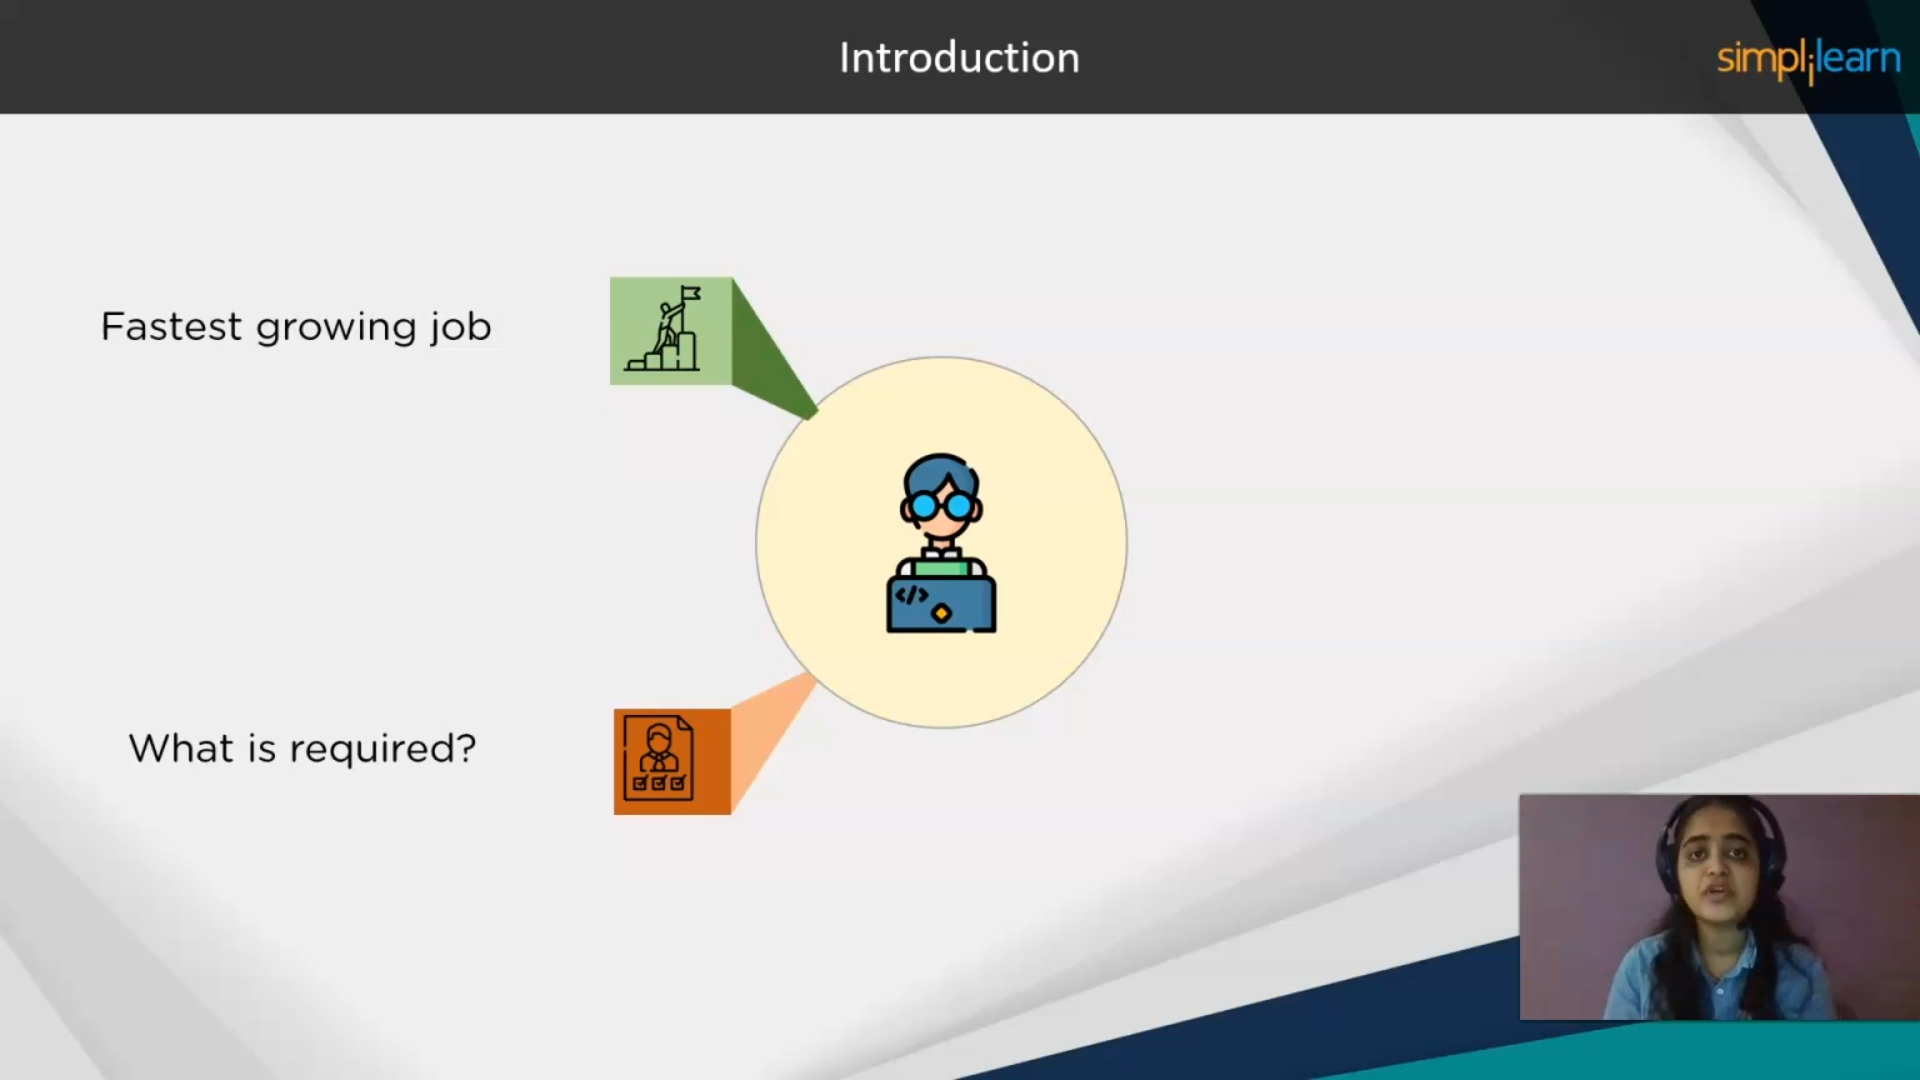 Introduction
simplilearn
Fastest growing job
</>
What is required?